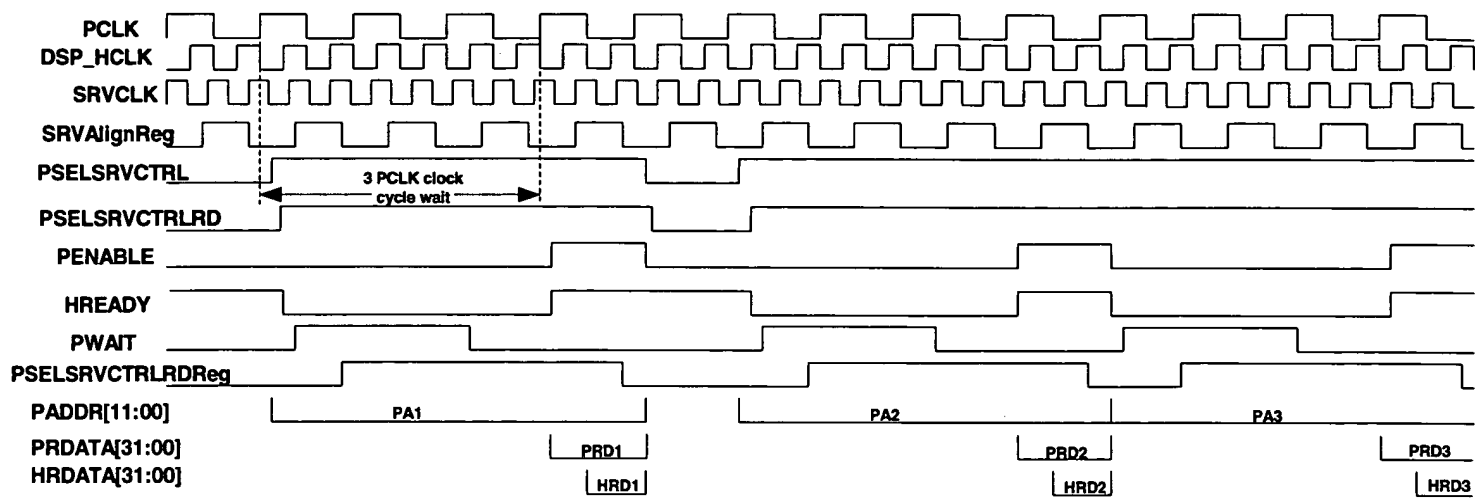 PCLK
DSP_HCLK
SRVCLK
SRVAlignReg
PSELSRVCTRL
3 PCLK clock
cycle wait
PSELSRVCTRLRD
PENABLE
HREADY
PWAIT
PSELSRVCTRLRDReg
PADDR[11:00] PA1 PA2 PA3
PRDATA[31:00] PRD1 PRD2 PRD3
HRDATA[31:00] HRD1 HRD2 HRD3